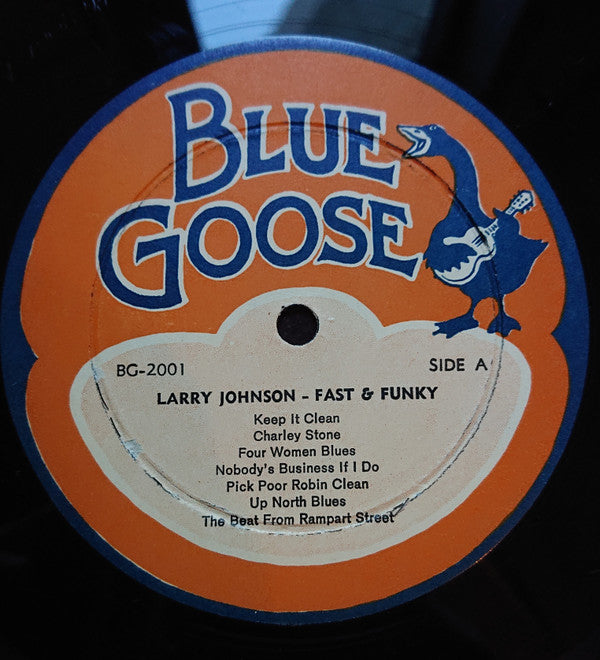 BLUE
GOOSE
BG-2001
SIDE A
LARRY JOHNSON - FAST & FUNKY
Keep It Clean
Charley Stone
Four Women Blues
Nobody's Business If I Do
Pick Poor Robin Clean
Up North Blues
The Beat From Rampart Street